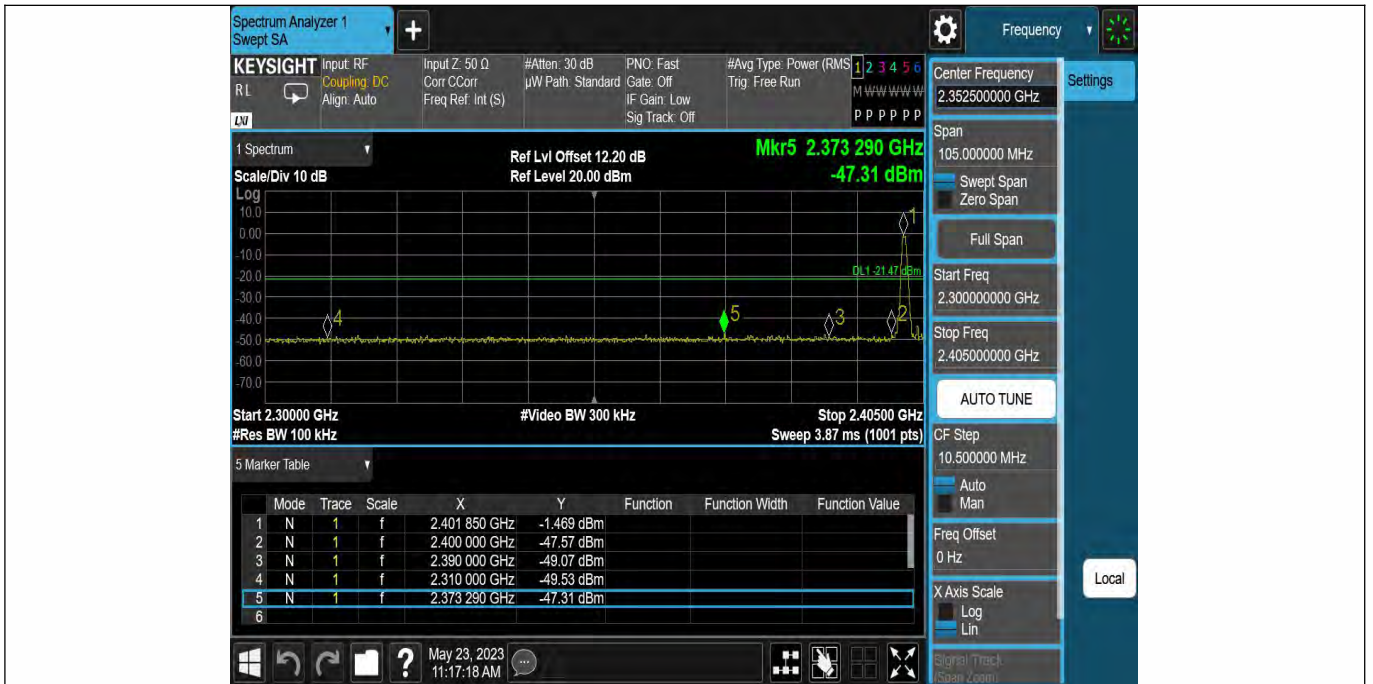 Spectrum Analyzer 1
Swept SA
+
Frequency
KEYSIGHT
RL
LXI
Input: RF
Coupling: DC
Align: Auto
Input Z: 50 Ω
Corr CCorr
Freq Ref: Int (S)
#Atten: 30 dB
µW Path: Standard
PNO: Fast
Gate: Off
IF Gain: Low
Sig Track: Off
#Avg Type: Power (RMS
Trig: Free Run
1 2 3 4 5 6
M W W W W W
P P P P P P
Center Frequency
2.352500000 GHz
Settings
Span
105.000000 MHz
Swept Span
Zero Span
Full Span
Start Freq
2.300000000 GHz
Stop Freq
2.405000000 GHz
AUTO TUNE
CF Step
10.500000 MHz
Auto
Man
Freq Offset
0 Hz
X Axis Scale
Log
Lin
Signal Track
(Span Zoom)
Local
1 Spectrum
Scale/Div 10 dB
Ref Lvl Offset 12.20 dB
Ref Level 20.00 dBm
Mkr5 2.373 290 GHz
-47.31 dBm
Log
10.0
0.00
-10.0
-20.0
-30.0
-40.0
-50.0
-60.0
-70.0
1
DL1 -21.47 dBm
4
5
3
2
Start 2.30000 GHz
#Video BW 300 kHz
Stop 2.40500 GHz
#Res BW 100 kHz
Sweep 3.87 ms (1001 pts)
5 Marker Table
Mode Trace Scale X Y Function Function Width Function Value
1 N 1 f 2.401 850 GHz -1.469 dBm
2 N 1 f 2.400 000 GHz -47.57 dBm
3 N 1 f 2.390 000 GHz -49.07 dBm
4 N 1 f 2.310 000 GHz -49.53 dBm
5 N 1 f 2.373 290 GHz -47.31 dBm
6
?
May 23, 2023
11:17:18 AM